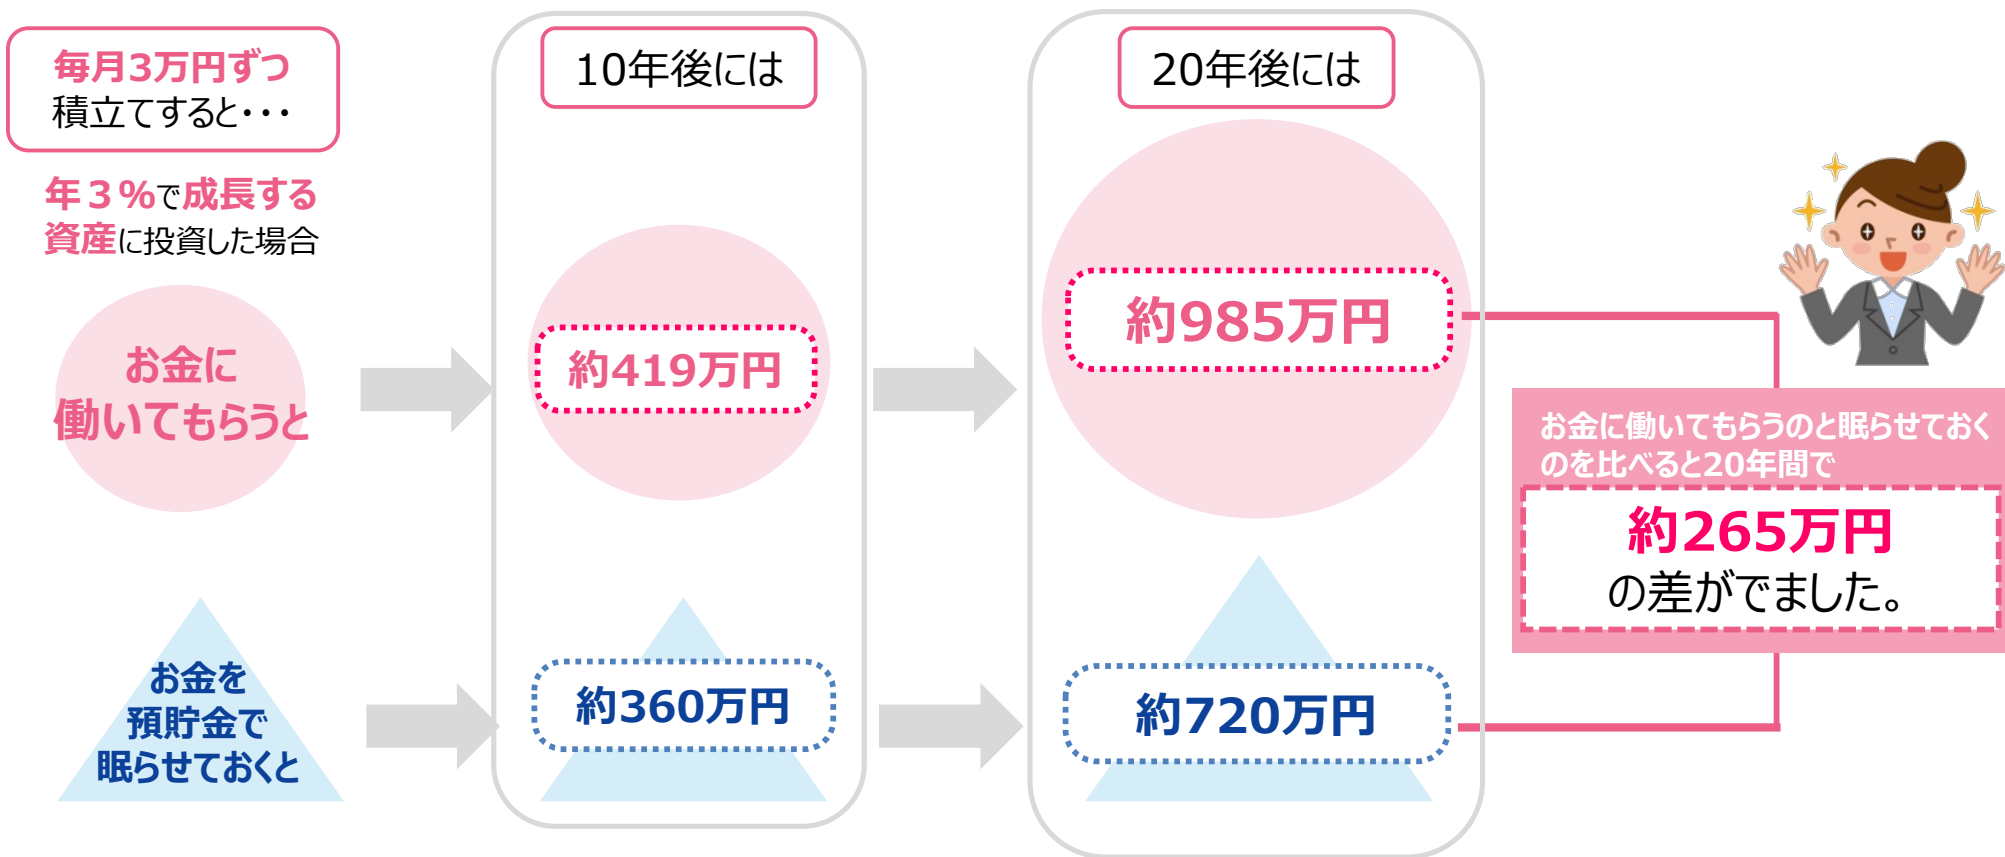 毎月3万円ずつ
積立てすると・・・
年３％で成長する
資産に投資した場合
お金に
働いてもらうと
お金を
預貯金で
眠らせておくと
10年後には
約419万円
約360万円
20年後には
約985万円
約720万円
お金に働いてもらうのと眠らせておく
のを比べると20年間で
約265万円
の差がでました。